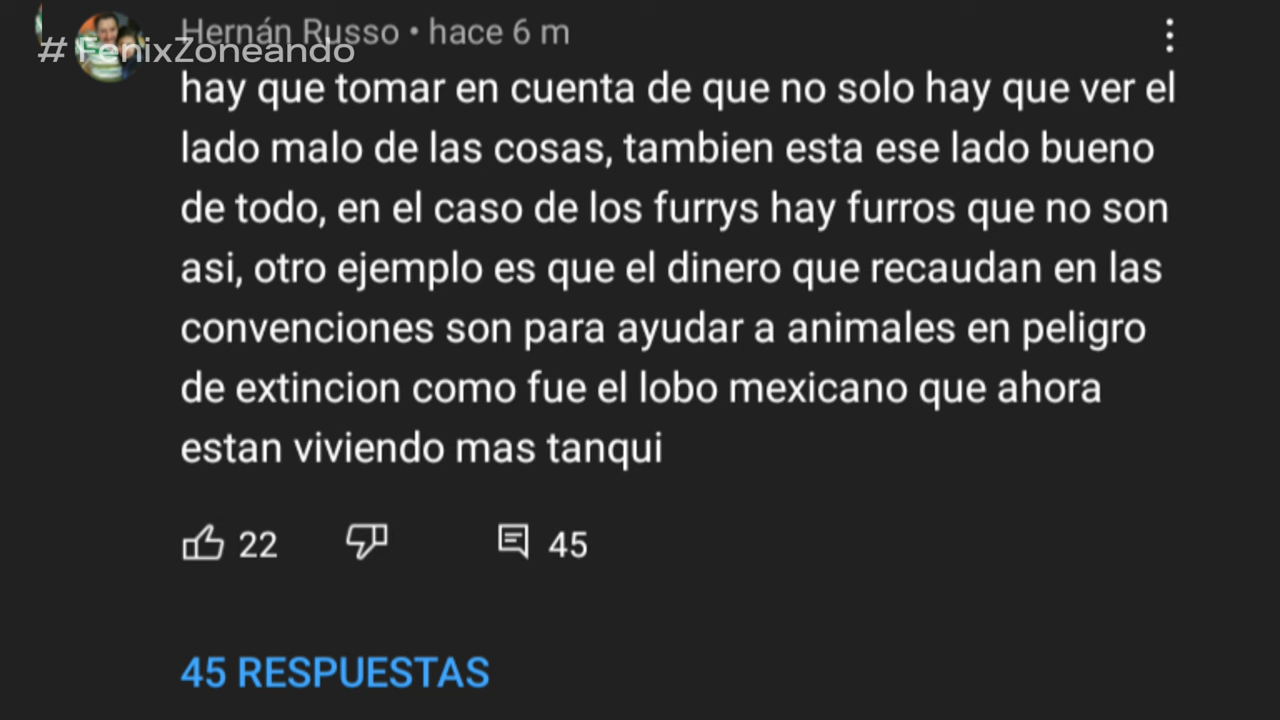 Hernán Russo • hace 6 m
# FenixZoneando
hay que tomar en cuenta de que no solo hay que ver el
lado malo de las cosas, tambien esta ese lado bueno
de todo, en el caso de los furrys hay furros que no son
asi, otro ejemplo es que el dinero que recaudan en las
convenciones son para ayudar a animales en peligro
de extincion como fue el lobo mexicano que ahora
estan viviendo mas tanqui
22
45
45 RESPUESTAS